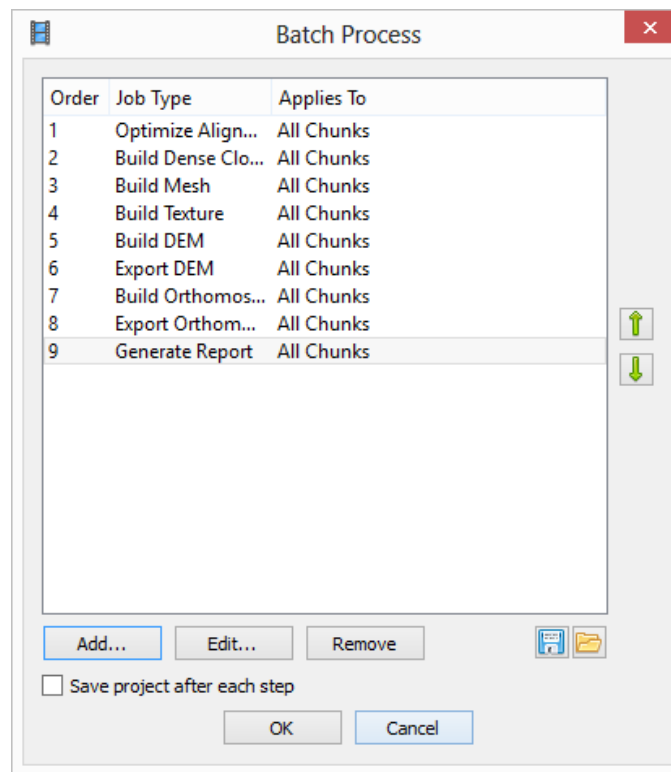 Batch Process
Order Job Type Applies To
1 Optimize Align... All Chunks
2 Build Dense Clo... All Chunks
3 Build Mesh All Chunks
4 Build Texture All Chunks
5 Build DEM All Chunks
6 Export DEM All Chunks
7 Build Orthomos... All Chunks
8 Export Orthom... All Chunks
9 Generate Report All Chunks
Add... Edit... Remove
Save project after each step
OK Cancel